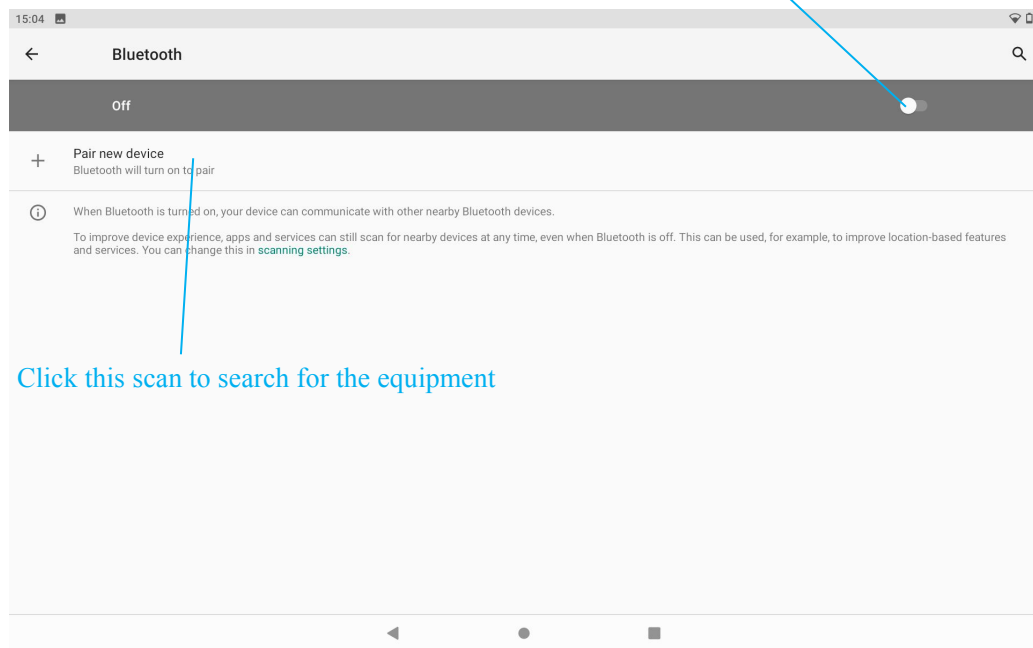 15:04
Bluetooth
Off
Pair new device
Bluetooth will turn on to pair
When Bluetooth is turned on, your device can communicate with other nearby Bluetooth devices.
To improve device experience, apps and services can still scan for nearby devices at any time, even when Bluetooth is off. This can be used, for example, to improve location-based features
and services. You can change this in scanning settings.
Click this scan to search for the equipment